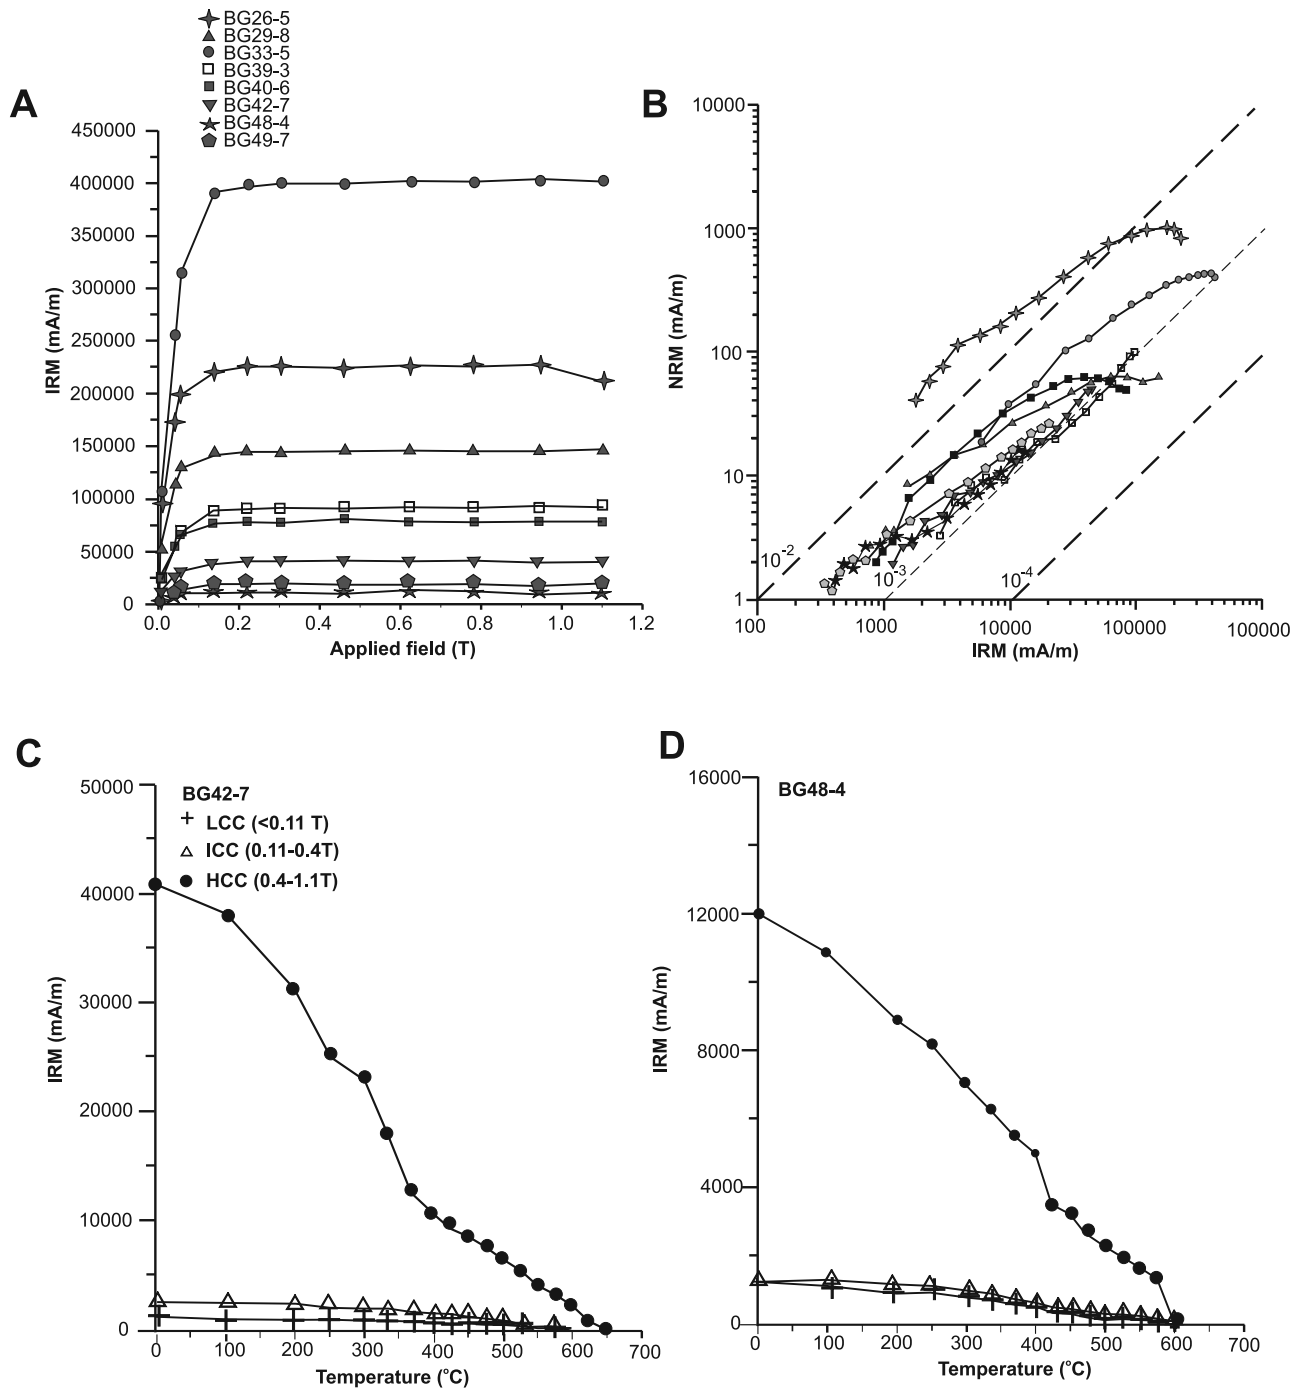 BG26-5
BG29-8
BG33-5
BG39-3
BG40-6
BG42-7
BG48-4
BG49-7
A
450000
400000
350000
300000
250000
200000
150000
100000
50000
0
IRM (mA/m)
0.0 0.2 0.4 0.6 0.8 1.0 1.2
Applied field (T)
B
10000
1000
100
10
1
NRM (mA/m)
10-2
10-3
10-4
100 1000 10000 100000 100000
IRM (mA/m)
C
50000
40000
30000
20000
10000
0
IRM (mA/m)
BG42-7
LCC (<0.11 T)
ICC (0.11-0.4T)
HCC (0.4-1.1T)
0 100 200 300 400 500 600 700
Temperature (°C)
D
16000
12000
8000
4000
0
IRM (mA/m)
BG48-4
0 100 200 300 400 500 600 700
Temperature (°C)